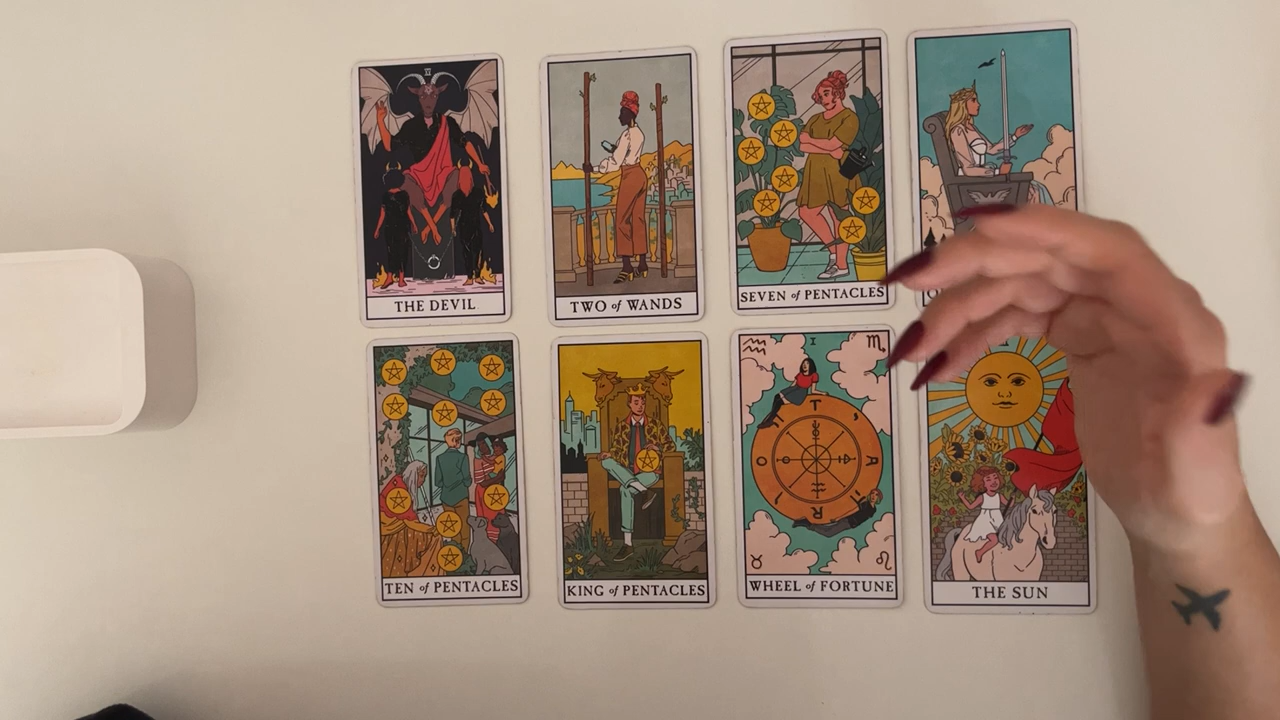 THE DEVIL
TWO of WANDS
SEVEN of PENTACLES
TEN of PENTACLES
KING of PENTACLES
T A R O
WHEEL of FORTUNE
THE SUN